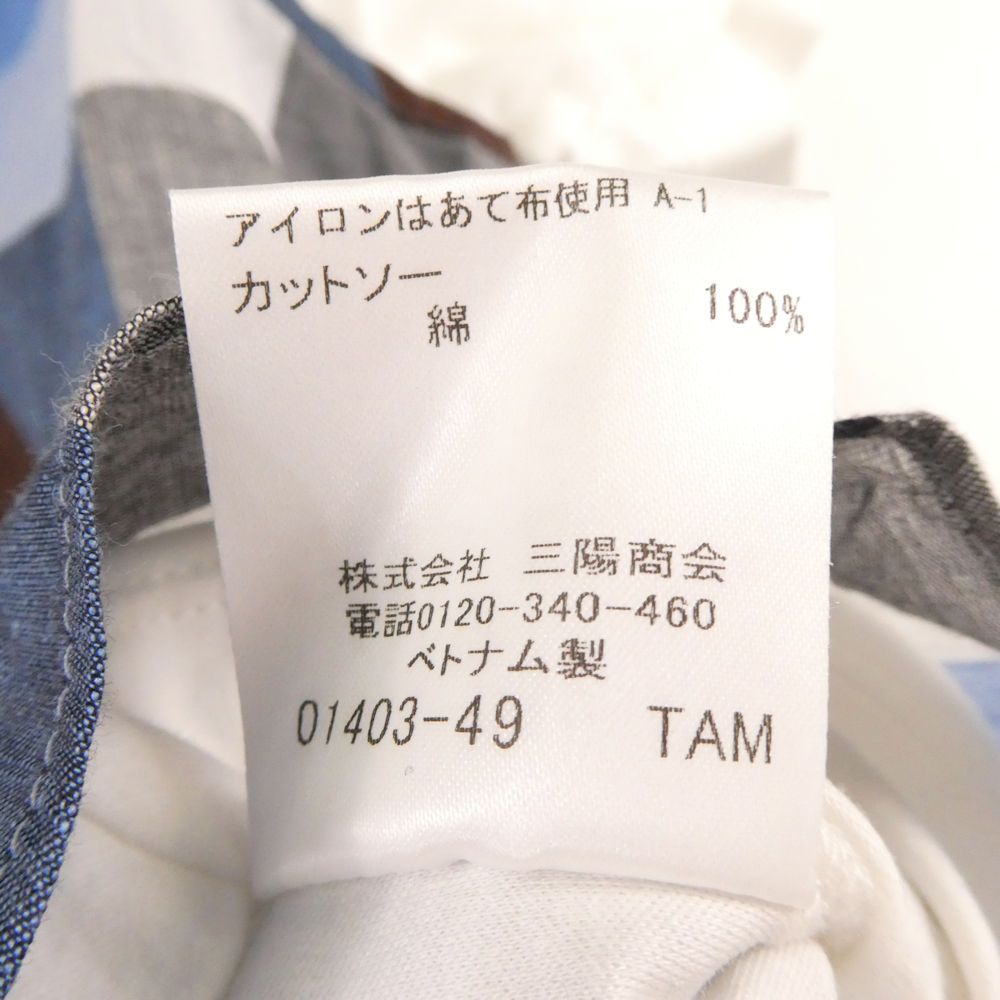 アイロンはあて布使用 A-1
カットソー
綿 100%
株式会社 三陽商会
電話0120-340-460
ベトナム製
01403-49 TAM